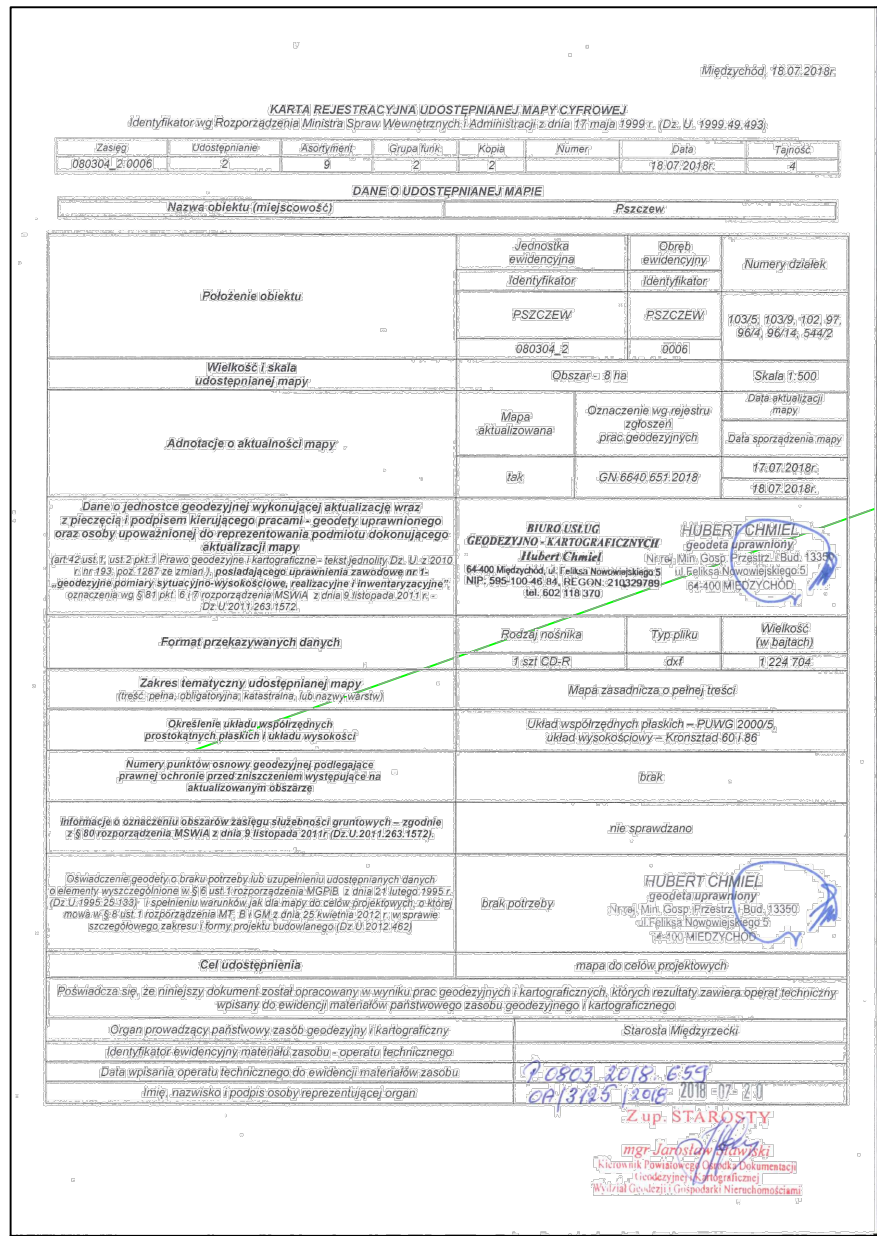 Międzychód, 18.07.2018r.
KARTA REJESTRACYJNA UDOSTĘPNIANEJ MAPY CYFROWEJ
Identyfikator wg Rozporządzenia Ministra Spraw Wewnętrznych i Administracji z dnia 17 maja 1999 r. (Dz. U. 1999.49.493)
Zasięg Udostępnianie Asortyment Grupa funk. Kopia Numer Data Tajność
080304_2.0006 2 9 2 2 18.07.2018r. 4
DANE O UDOSTĘPNIANEJ MAPIE
Nazwa obiektu (miejscowość) Pszczew
Położenie obiektu
Jednostka ewidencyjna
Obręb ewidencyjny
Numery działek
Identyfikator Identyfikator
PSZCZEW PSZCZEW
103/5, 103/9, 102, 97,
96/4, 96/14, 544/2
080304_2 0006
Wielkość i skala
udostępnianej mapy
Obszar - 8 ha Skala 1:500
Adnotacje o aktualności mapy
Mapa
aktualizowana
Oznaczenie wg rejestru
zgłoszeń
prac geodezyjnych
Data aktualizacji
mapy
Data sporządzenia mapy
tak GN.6640.651.2018
17.07.2018r.
18.07.2018r.
Dane o jednostce geodezyjnej wykonującej aktualizację wraz
z pieczęcią i podpisem kierującego pracami - geodety uprawnionego
oraz osoby upoważnionej do reprezentowania podmiotu dokonującego
aktualizacji mapy
(art 42 ust.1, ust 2 pkt.1 Prawo geodezyjne i kartograficzne - tekst jednolity Dz. U. z 2010
r. nr 193, poz.1287 ze zmian.), posiadającego uprawnienia zawodowe nr 1-
„geodezyjne pomiary sytuacyjno-wysokościowe, realizacyjne i inwentaryzacyjne”,
oznaczenia wg § 81 pkt. 6 i 7 rozporządzenia MSWiA z dnia 9 listopada 2011 r. -
Dz.U.2011.263.1572.
BIURO USŁUG
GEODEZYJNO - KARTOGRAFICZNYCH
Hubert Chmiel
64-400 Międzychód, ul. Feliksa Nowowiejskiego 5
NIP: 595-100-46 84, REGON: 210329789
tel. 602 118 370
HUBERT CHMIEL
geodeta uprawniony
Nr rej. Min. Gosp. Przestrz. i Bud. 13350
ul Feliksa Nowowiejskiego 5
64-400 MIĘDZYCHÓD
Format przekazywanych danych
Rodzaj nośnika Typ pliku
Wielkość
(w bajtach)
1 szt CD-R dxf 1 224 704
Zakres tematyczny udostępnianej mapy
(treść: pełna, obligatoryjna, katastralna, lub nazwy warstw)
Mapa zasadnicza o pełnej treści
Określenie układu współrzędnych
prostokątnych płaskich i układu wysokości
Układ współrzędnych płaskich – PUWG 2000/5,
układ wysokościowy – Kronsztad 60 i 86
Numery punktów osnowy geodezyjnej podlegające
prawnej ochronie przed zniszczeniem występujące na
aktualizowanym obszarze
brak
Informacje o oznaczeniu obszarów zasięgu służebności gruntowych – zgodnie
z § 80 rozporządzenia MSWiA z dnia 9 listopada 2011r (Dz.U.2011.263.1572).
nie sprawdzano
Oświadczenie geodety o braku potrzeby lub uzupełnieniu udostępnianych danych
o elementy wyszczególnione w § 6 ust.1 rozporządzenia MGPiB z dnia 21 lutego 1995 r.
(Dz.U.1995.25.133) i spełnieniu warunków jak dla mapy do celów projektowych, o której
mowa w § 8 ust.1 rozporządzenia MT, B i GM z dnia 25 kwietnia 2012 r. w sprawie
szczegółowego zakresu i formy projektu budowlanego (Dz.U.2012.462)
brak potrzeby
HUBERT CHMIEL
geodeta uprawniony
Nr rej. Min. Gosp. Przestrz. i Bud. 13350
ul Feliksa Nowowiejskiego 5
MIĘDZYCHÓD
Cel udostępnienia mapa do celów projektowych
Poświadcza się, że niniejszy dokument został opracowany w wyniku prac geodezyjnych i kartograficznych, których rezultaty zawiera operat techniczny
wpisany do ewidencji materiałów państwowego zasobu geodezyjnego i kartograficznego
Organ prowadzący państwowy zasób geodezyjny i kartograficzny Starosta Międzyrzecki
Identyfikator ewidencyjny materiału zasobu - operatu technicznego
Data wpisania operatu technicznego do ewidencji materiałów zasobu P.0803.2018.659
imię, nazwisko i podpis osoby reprezentującej organ OA/3125/2018 2018 -07- 20
Z up. STAROSTY
mgr Jarosław Sławski
Kierownik Powiatowego Ośrodka Dokumentacji
Geodezyjnej i Kartograficznej
Wydział Geodezji i Gospodarki Nieruchomościami